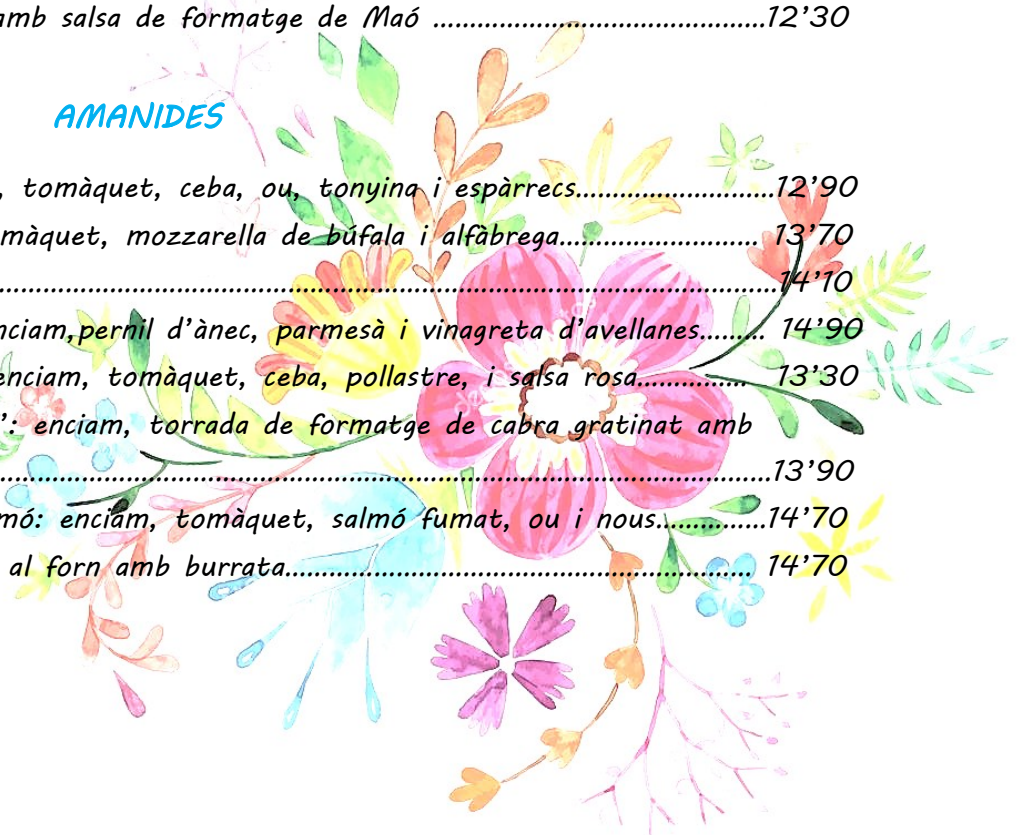 amb salsa de formatge de Maó ..........................................................12’30
AMANIDES
, tomàquet, ceba, ou, tonyina i espàrrecs..................................12’90
màquet, mozzarella de búfala i alfàbrega.................................. 13’70
..........................................................................................................................................14’10
nciam,pernil d’ànec, parmesà i vinagreta d’avellanes......... 14’90
enciam, tomàquet, ceba, pollastre, i salsa rosa................... 13’30
”: enciam, torrada de formatge de cabra gratinat amb
..........................................................................................................................................13’90
mó: enciam, tomàquet, salmó fumat, ou i nous..................14’70
al forn amb burrata................................................................................ 14’70